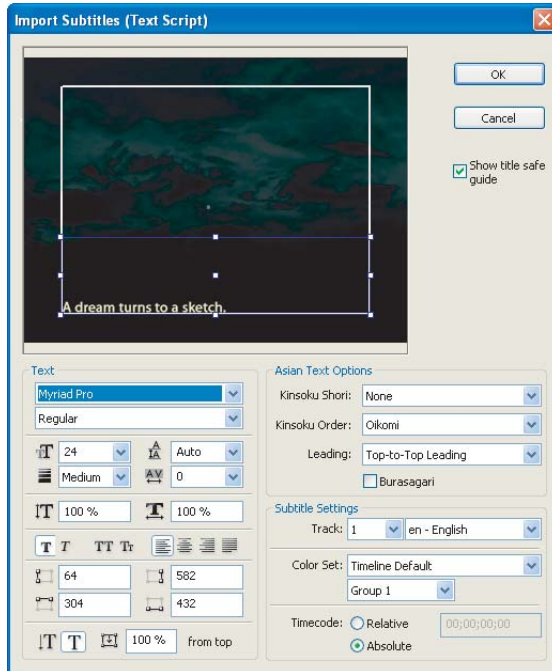 Import Subtitles (Text Script)
OK
Cancel
Show title safe
guide
A dream turns to a sketch.
Text
Myriad Pro
Regular
24
Auto
Medium
0
100 %
100 %
64
582
304
432
100 %
from top
Asian Text Options
Kinsoku Shori: None
Kinsoku Order: Oikomi
Leading: Top-to-Top Leading
Burasagari
Subtitle Settings
Track: 1 en - English
Color Set: Timeline Default
Group 1
Timecode: Relative 00;00;00;00
Absolute